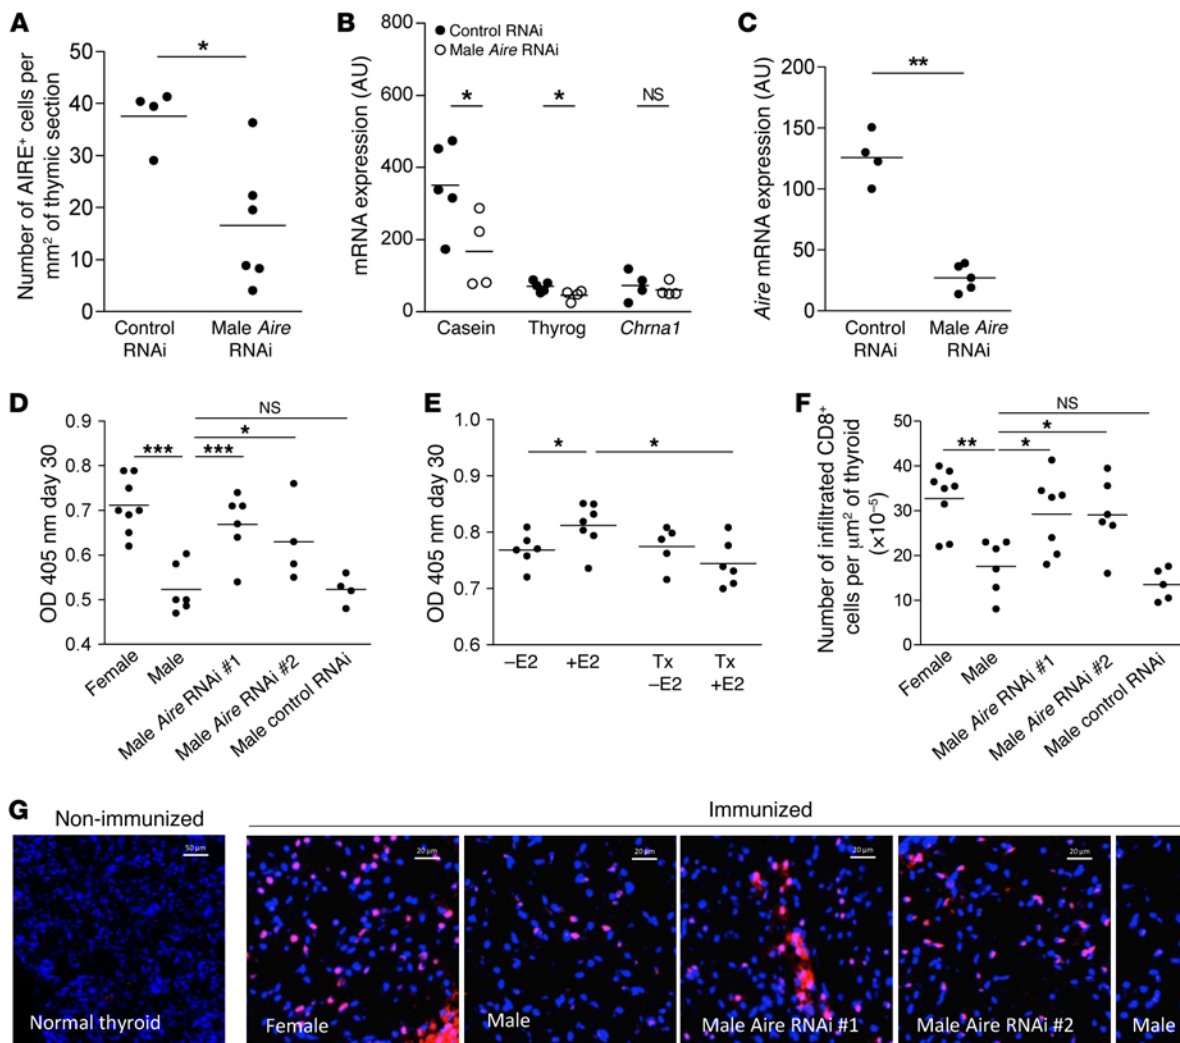 A
Number of AIRE⁺ cells per
mm² of thymic section
50
40
30
20
10
0
*
Control
RNAi
Male Aire
RNAi
B
mRNA expression (AU)
800
600
400
200
0
Control RNAi
Male Aire RNAi
*
*
NS
Casein
Thyrog
Chrna1
C
Aire mRNA expression (AU)
200
150
100
50
0
**
Control
RNAi
Male Aire
RNAi
D
OD 405 nm day 30
0.9
0.8
0.7
0.6
0.5
0.4
NS
*
***
***
Female
Male
Male Aire RNAi #1
Male Aire RNAi #2
Male control RNAi
E
OD 405 nm day 30
1.0
0.9
0.8
0.7
0.6
*
*
–E2
+E2
Tx
–E2
Tx
+E2
F
Number of infiltrated CD8⁺
cells per μm² of thyroid
(×10⁻⁵)
50
40
30
20
10
0
NS
*
**
*
Female
Male
Male Aire RNAi #1
Male Aire RNAi #2
Male control RNAi
G
Non-immunized
Immunized
50 μm
20 μm
20 μm
20 μm
20 μm
Normal thyroid
Female
Male
Male Aire RNAi #1
Male Aire RNAi #2
Male